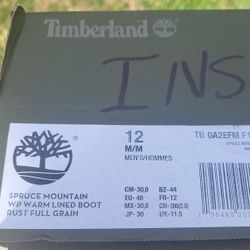 Timberland
INS
12
M/M
MEN'S/HOMMES
TB 0A2EFM F1
SPRUCE MOUNTAIN
WP WARM LINED BOOT
RUST FULL GRAIN
CM-30,0 BZ-44
EU-46 FR-12
MX-30,0 CN-300(2.5)
JP-30 UK-11.5